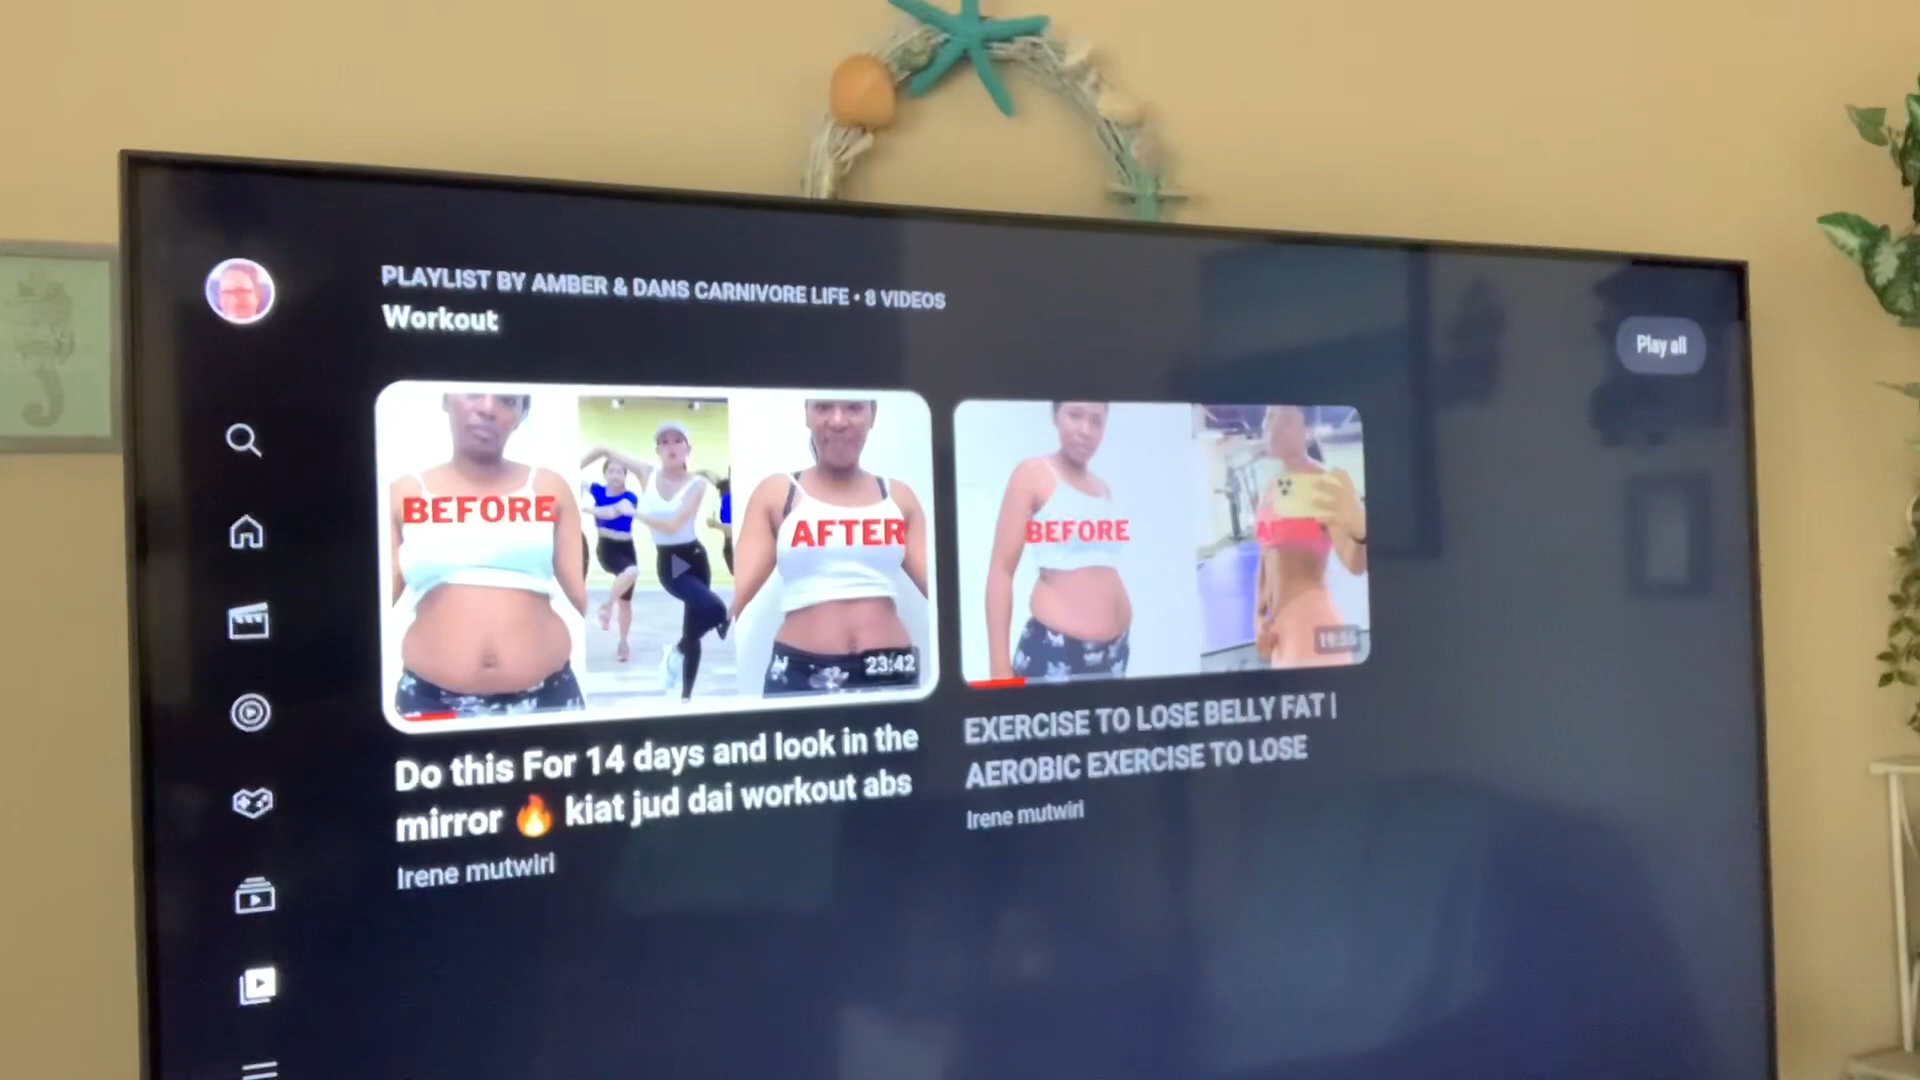 PLAYLIST BY AMBER & DANS CARNIVORE LIFE • 8 VIDEOS
Workout
Play all
BEFORE
AFTER
23:42
BEFORE
AFTER
Do this For 14 days and look in the
mirror 🔥 kiat jud dai workout abs
Irene mutwiri
EXERCISE TO LOSE BELLY FAT |
AEROBIC EXERCISE TO LOSE
Irene mutwiri